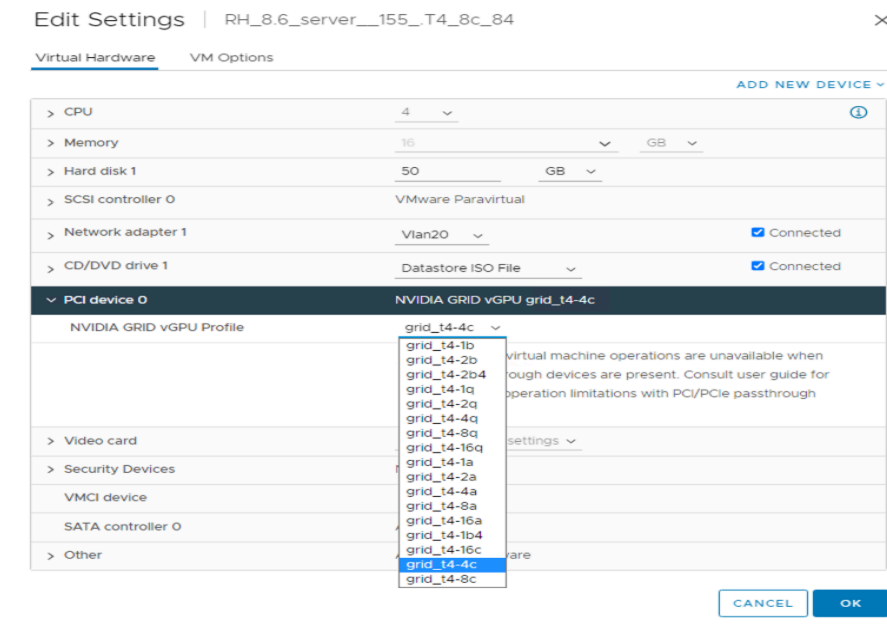 Edit Settings | RH_8.6_server__155_.T4_8c_84
Virtual Hardware VM Options
ADD NEW DEVICE
CPU 4
Memory 16 GB
Hard disk 1 50 GB
SCSI controller 0 VMware Paravirtual
Network adapter 1 Vlan20 Connected
CD/DVD drive 1 Datastore ISO File Connected
PCI device 0 NVIDIA GRID vGPU grid_t4-4c
NVIDIA GRID vGPU Profile grid_t4-4c
grid_t4-1b
grid_t4-2b
grid_t4-2b4
grid_t4-1q
grid_t4-2q
grid_t4-4q
grid_t4-8q
grid_t4-16q
grid_t4-1a
grid_t4-2a
grid_t4-4a
grid_t4-8a
grid_t4-16a
grid_t4-1b4
grid_t4-16c
grid_t4-4c
grid_t4-8c
virtual machine operations are unavailable when
rough devices are present. Consult user guide for
operation limitations with PCI/PCIe passthrough
Video card settings
Security Devices
VMCI device
SATA controller 0
Other
CANCEL OK